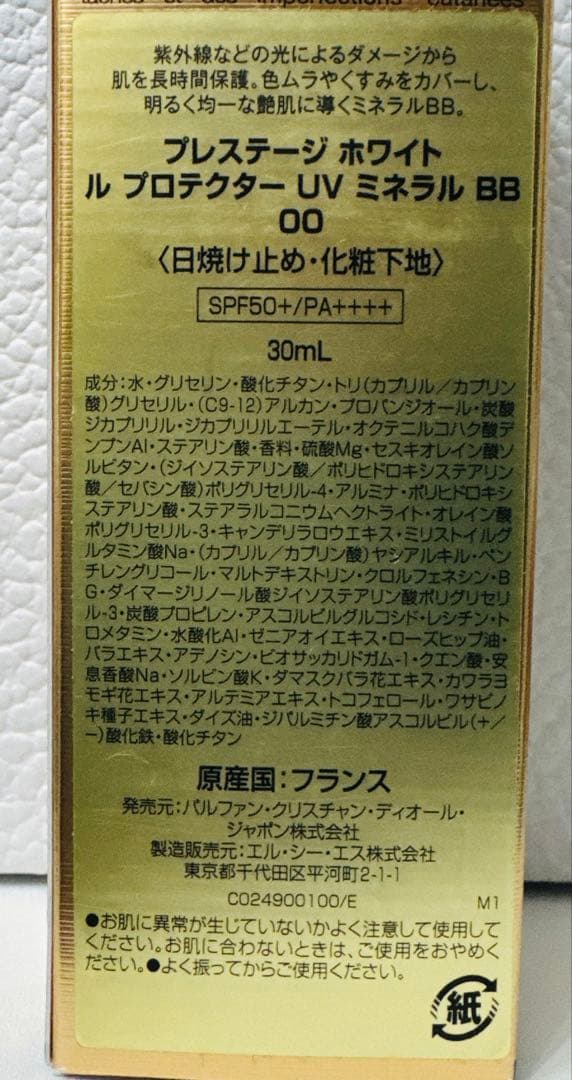 taches et des imperfections cutanées
紫外線などの光によるダメージから
肌を長時間保護。色ムラやくすみをカバーし、
明るく均一な艶肌に導くミネラルBB。
プレステージ ホワイト
ル プロテクター UV ミネラル BB
00
〈日焼け止め・化粧下地〉
SPF50+/PA++++
30mL
成分：水・グリセリン・酸化チタン・トリ(カプリル／カプリン
酸)グリセリル・(C9-12)アルカン・プロパンジオール・炭酸
ジカプリリル・ジカプリリルエーテル・オクテニルコハク酸デ
ンプンAl・ステアリン酸・香料・硫酸Mg・セスキオレイン酸ソ
ルビタン・(ジイソステアリン酸／ポリヒドロキシステアリン
酸／セバシン酸)ポリグリセリル-4・アルミナ・ポリヒドロキシ
ステアリン酸・ステアラルコニウムヘクトライト・オレイン酸
ポリグリセリル-3・キャンデリラロウエキス・ミリストイルグ
ルタミン酸Na・(カプリル／カプリン酸)ヤシアルキル・ペン
チレングリコール・マルトデキストリン・クロルフェネシン・B
G・ダイマージリノール酸ジイソステアリン酸ポリグリセリ
ル-3・炭酸プロピレン・アスコルビルグルコシド・レシチン・ト
ロメタミン・水酸化Al・ゼニアオイエキス・ローズヒップ油・
バラエキス・アデノシン・ビオサッカリドガム-1・クエン酸・安
息香酸Na・ソルビン酸K・ダマスクバラ花エキス・カワラヨ
モギ花エキス・アルテミアエキス・トコフェロール・ワサビノ
キ種子エキス・ダイズ油・ジパルミチン酸アスコルビル(+/
−)酸化鉄・酸化チタン
原産国：フランス
発売元：パルファン・クリスチャン・ディオール・
ジャポン株式会社
製造販売元：エル・シー・エス株式会社
東京都千代田区平河町2-1-1
C024900100/E
M1
●お肌に異常が生じていないかよく注意して使用して
ください。お肌に合わないときは、ご使用をおやめく
ださい。●よく振ってからご使用ください。
紙